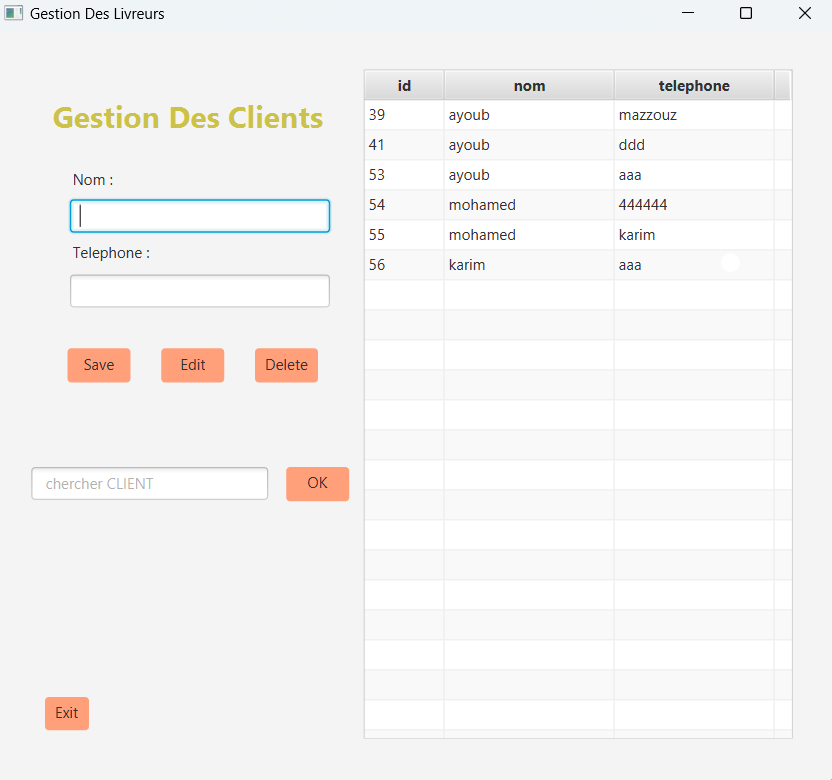 Gestion Des Livreurs
Gestion Des Clients
Nom :
Telephone :
Save Edit Delete
chercher CLIENT OK
Exit
id nom telephone
39 ayoub mazzouz
41 ayoub ddd
53 ayoub aaa
54 mohamed 444444
55 mohamed karim
56 karim aaa